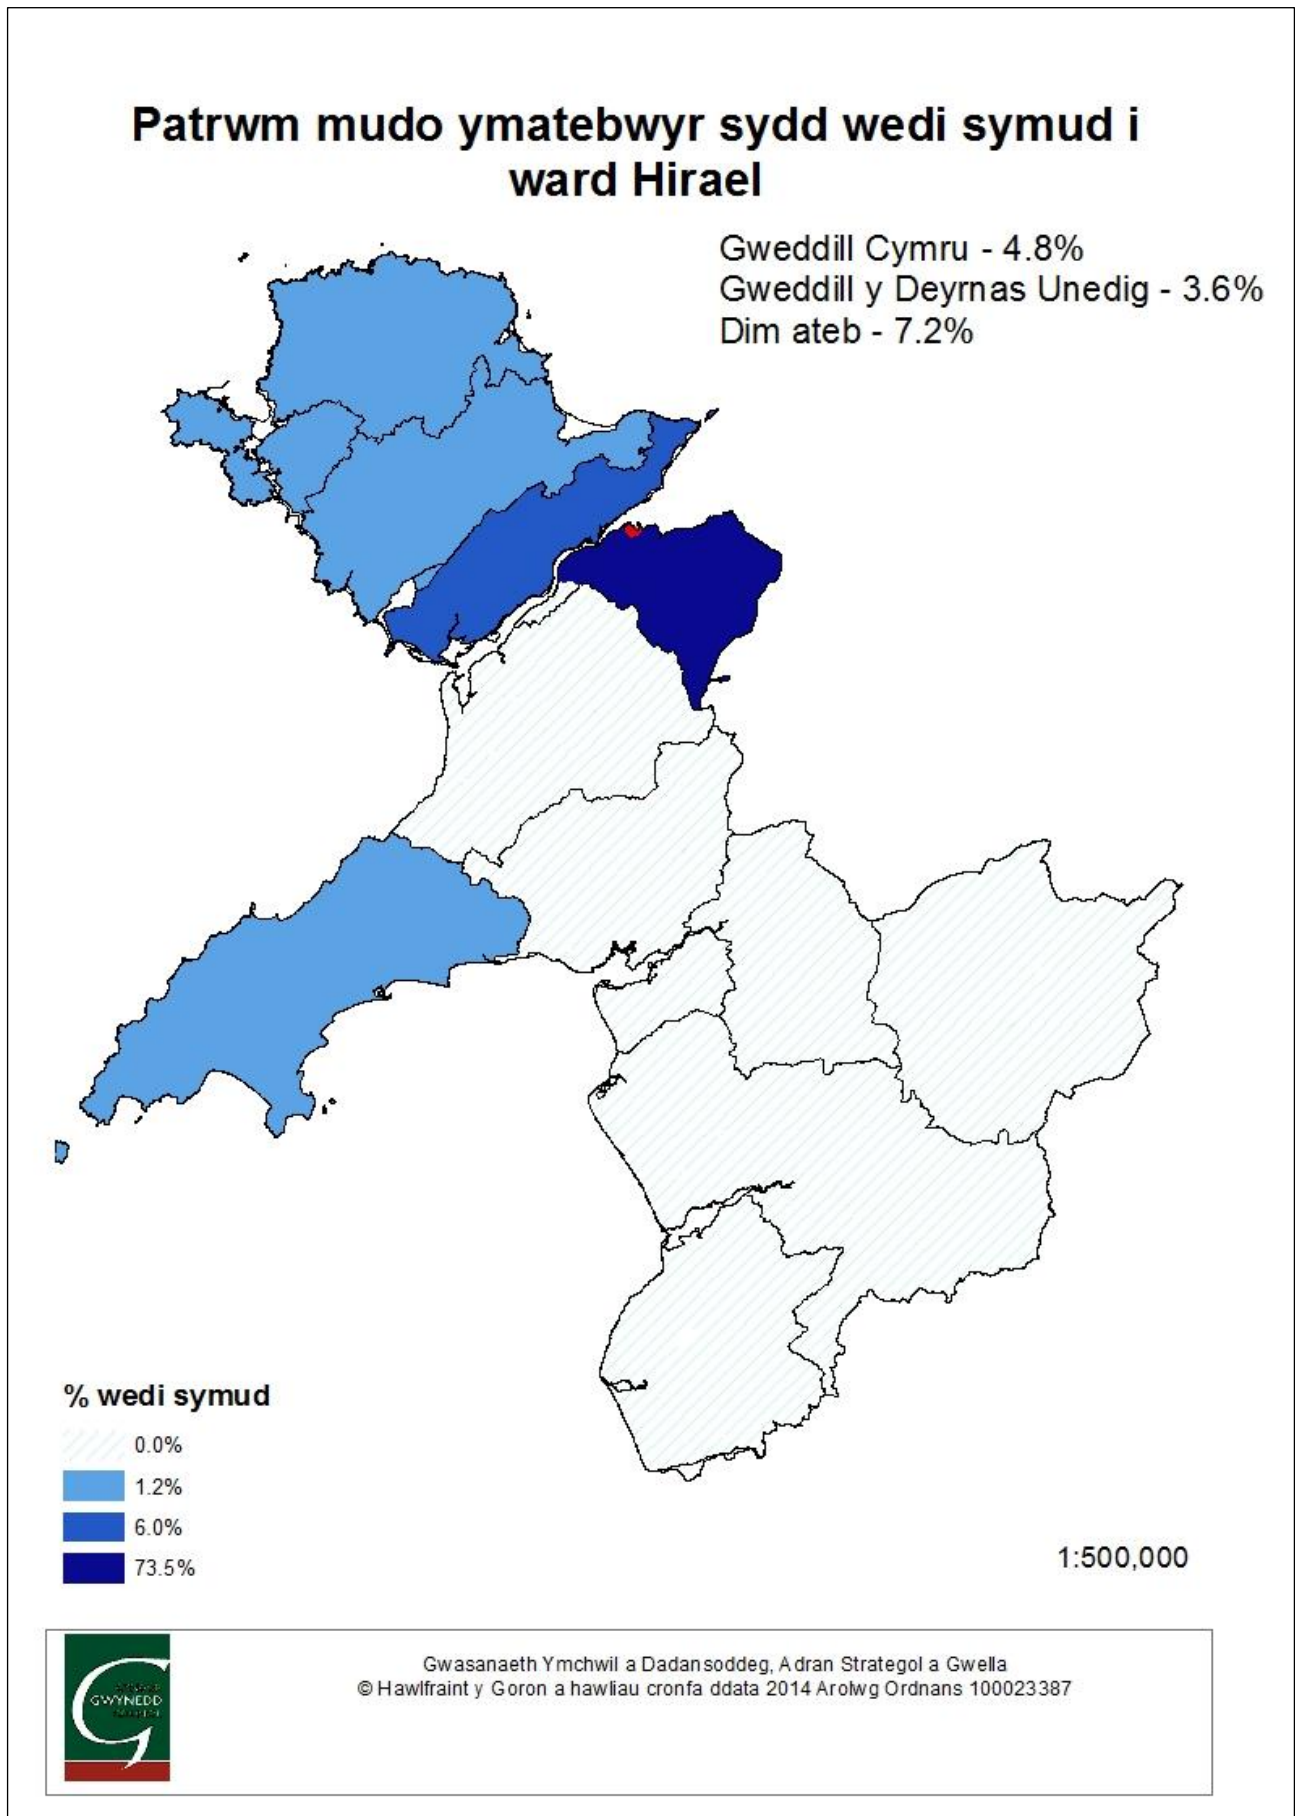 Patrwm mudo ymatebwyr sydd wedi symud i
ward Hirael
Gweddill Cymru - 4.8%
Gweddill y Deyrnas Unedig - 3.6%
Dim ateb - 7.2%
% wedi symud
0.0%
1.2%
6.0%
73.5%
1:500,000
GWYNEDD
Gwasanaeth Ymchwil a Dadansoddeg, Adran Strategol a Gwella
© Hawlfraint y Goron a hawliau cronfa ddata 2014 Arolwg Ordnans 100023387